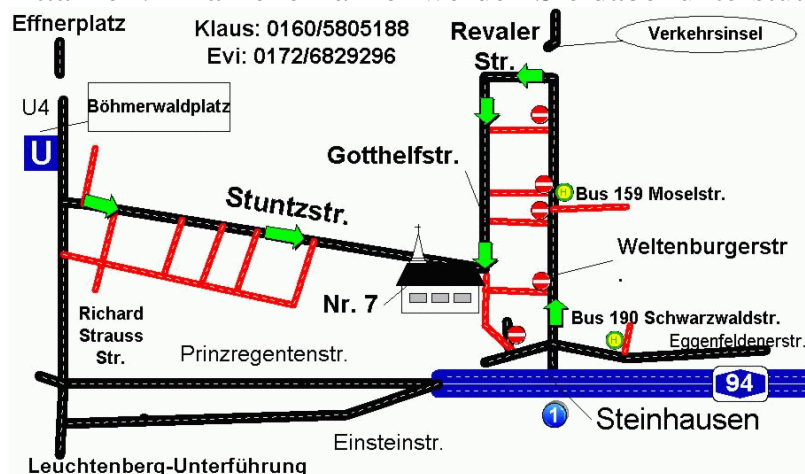 Effnerplatz
Klaus: 0160/5805188
Evi: 0172/6829296
Revaler
Str.
Verkehrsinsel
U4
Böhmerwaldplatz
U
Gotthelfstr.
Stuntzstr.
H
Bus 159 Moselstr.
Weltenburgerstr
.
Nr. 7
Richard
Strauss
Str.
Bus 190 Schwarzwaldstr.
H
Eggenfeldenerstr.
Prinzregentenstr.
94
1
Steinhausen
Einsteinstr.
Leuchtenberg-Unterführung